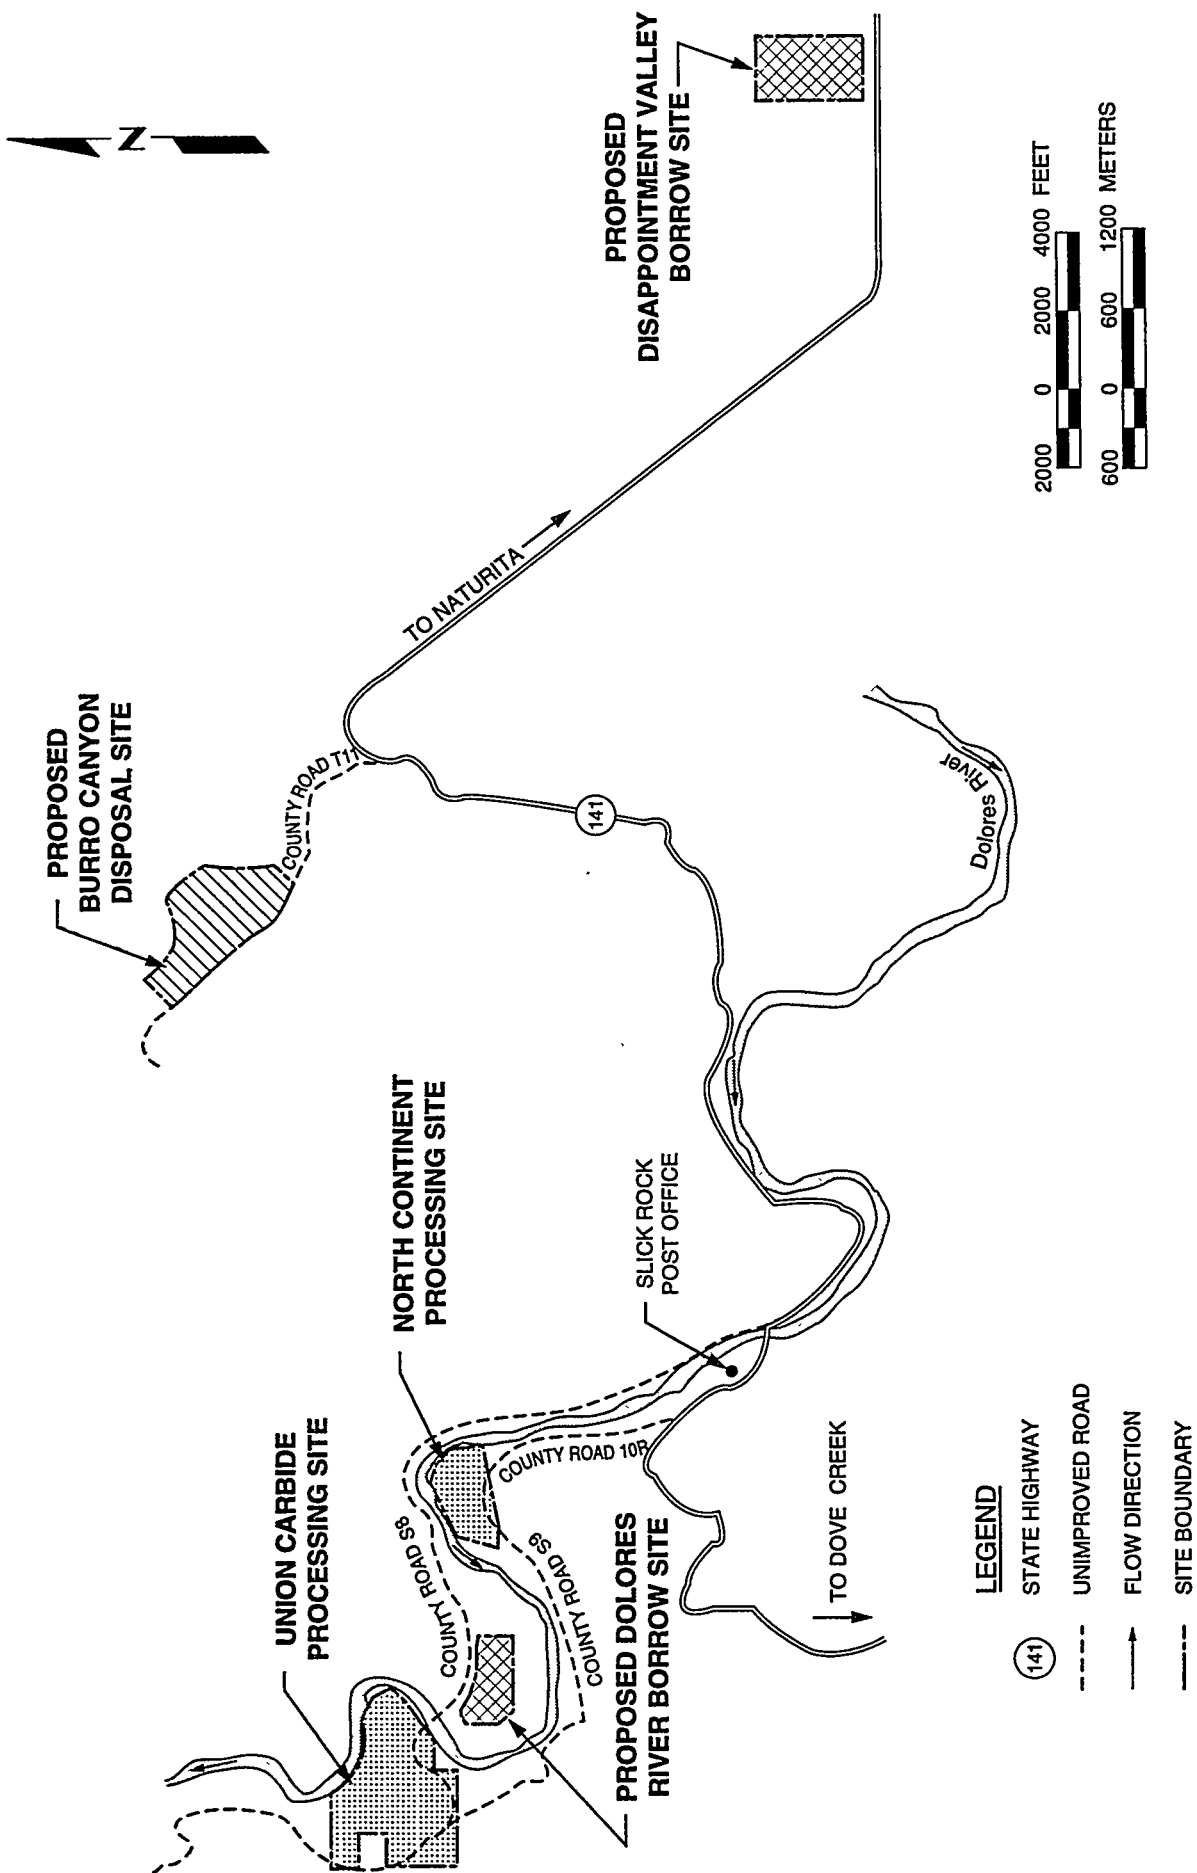 N
PROPOSED
BURRO CANYON
DISPOSAL SITE
COUNTY ROAD T11
TO NATURITA
PROPOSED
DISAPPOINTMENT VALLEY
BORROW SITE
141
UNION CARBIDE
PROCESSING SITE
NORTH CONTINENT
PROCESSING SITE
COUNTY ROAD S8
COUNTY ROAD S9
COUNTY ROAD 10R
PROPOSED DOLORES
RIVER BORROW SITE
SLICK ROCK
POST OFFICE
Dolores River
TO DOVE CREEK
LEGEND
141 STATE HIGHWAY
UNIMPROVED ROAD
FLOW DIRECTION
SITE BOUNDARY
2000 0 2000 4000 FEET
600 0 600 1200 METERS